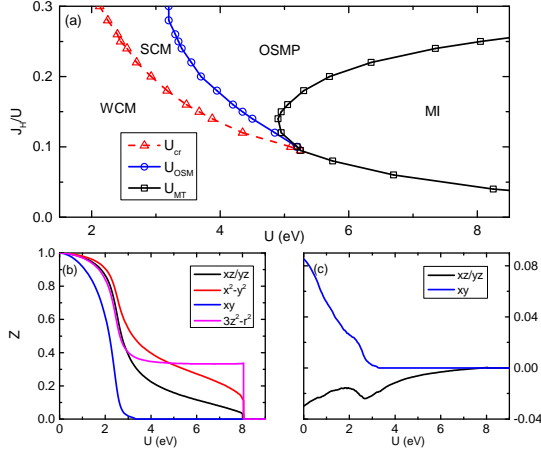 (a)
SCM
OSMP
WCM
MI
J_H/U
0.3
0.2
0.1
0.0
U_cr
U_OSM
U_MT
2 4 6 8
U (eV)
(b)
xz/yz
x²-y²
xy
3z²-r²
Z
1.0
0.8
0.6
0.4
0.2
0.0
0 2 4 6 8
U (eV)
(c)
xz/yz
xy
0.08
0.04
0.00
-0.04
0 2 4 6 8
U (eV)